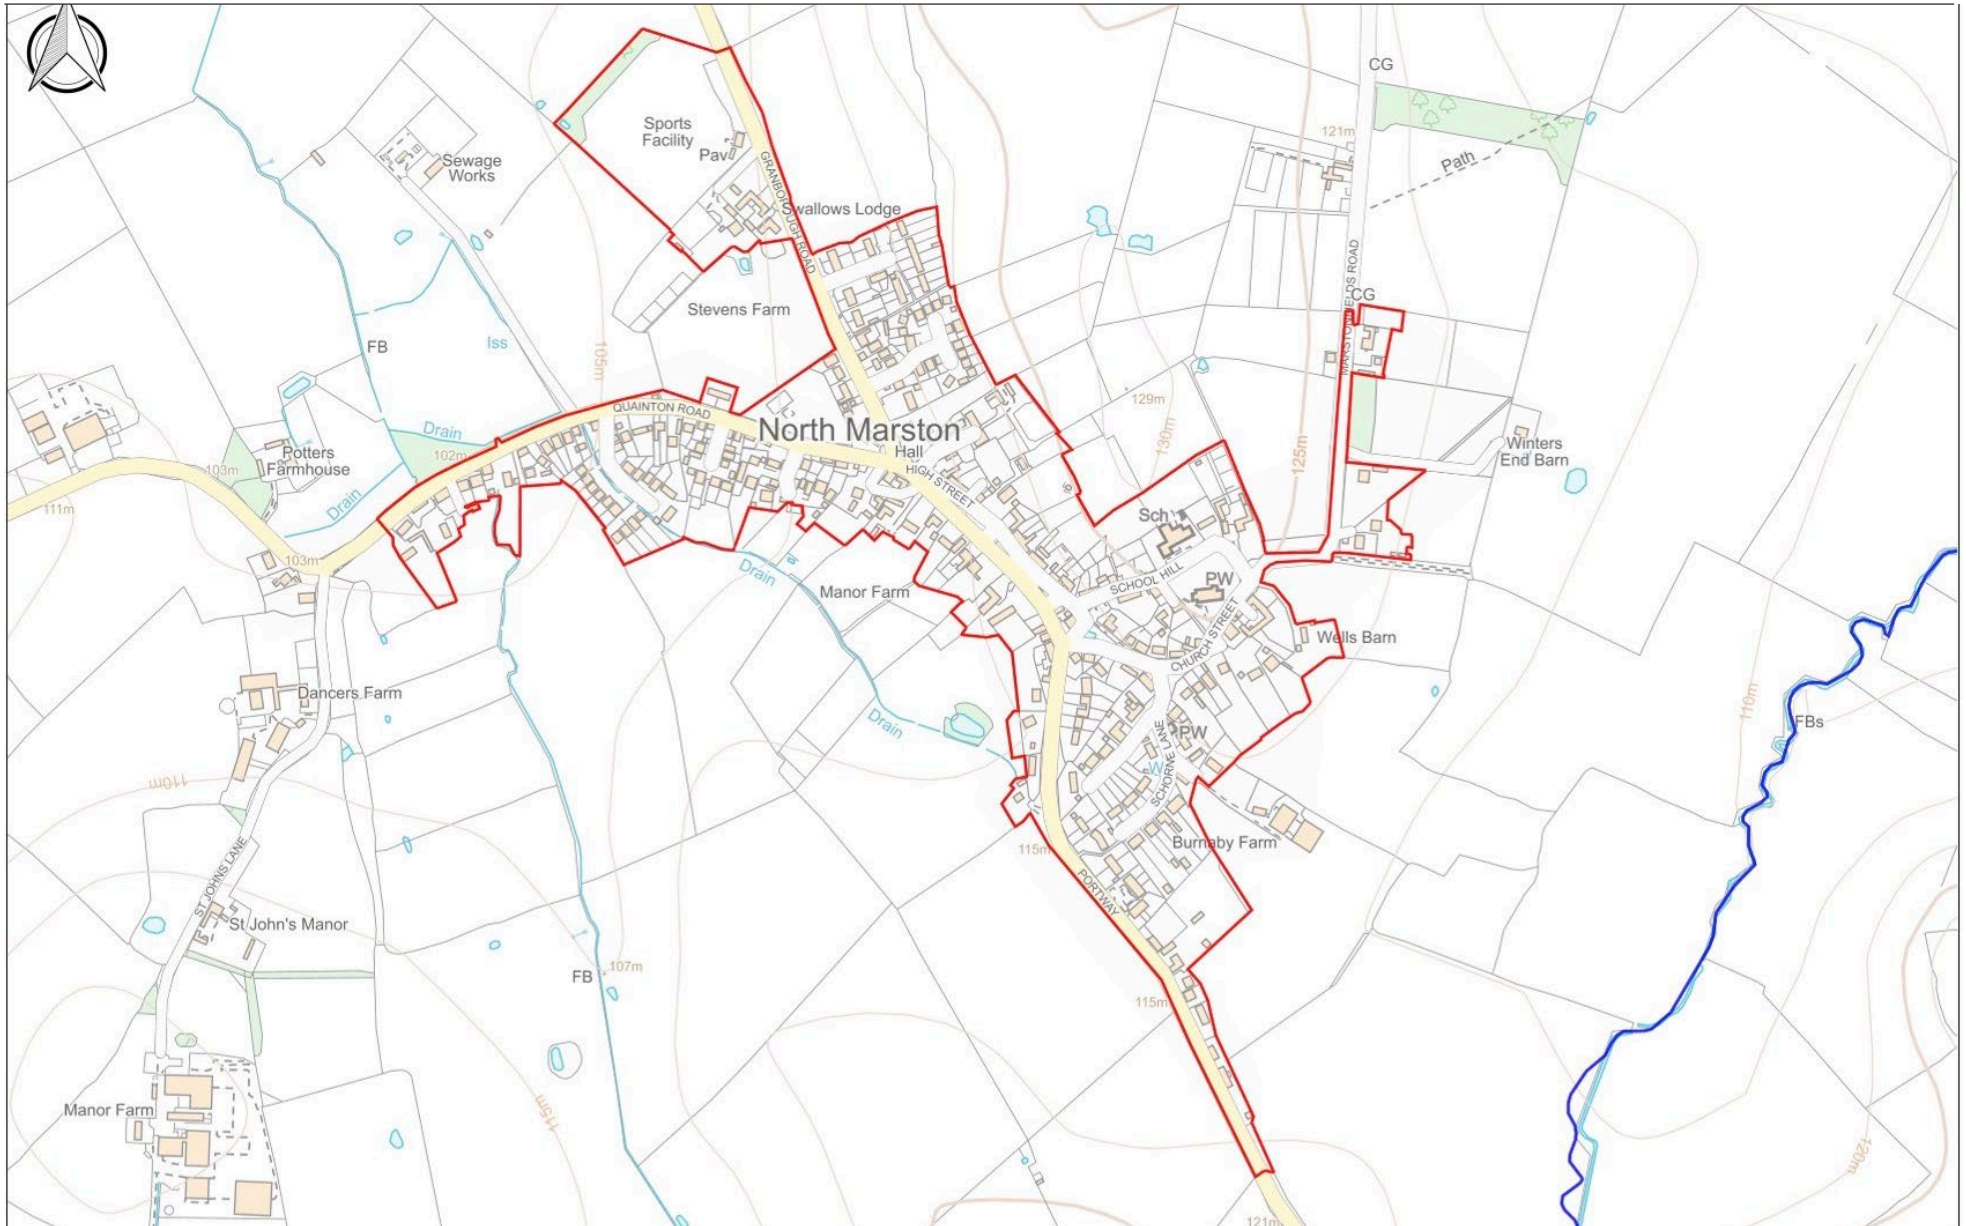 CG
Sports
Facility
Pav
121m
Sewage
Works
Path
GRANBOROUGH ROAD
Swallows Lodge
MARSTONFIELDS ROAD
CG
Stevens Farm
FB
Iss
105m
129m
130m
125m
QUAINTON ROAD
North Marston
Hall
HIGH STREET
Drain
102m
Potters
Farmhouse
103m
Drain
111m
Winters
End Barn
Sch
103m
Drain
Manor Farm
SCHOOL HILL
PW
CHURCH STREET
Wells Barn
Dancers Farm
Drain
PW
W
SCHORNE LANE
110m
FBs
110m
115m
Burnaby Farm
PORTWAY
ST JOHNS LANE
St John's Manor
FB
107m
115m
Manor Farm
115m
120m
121m